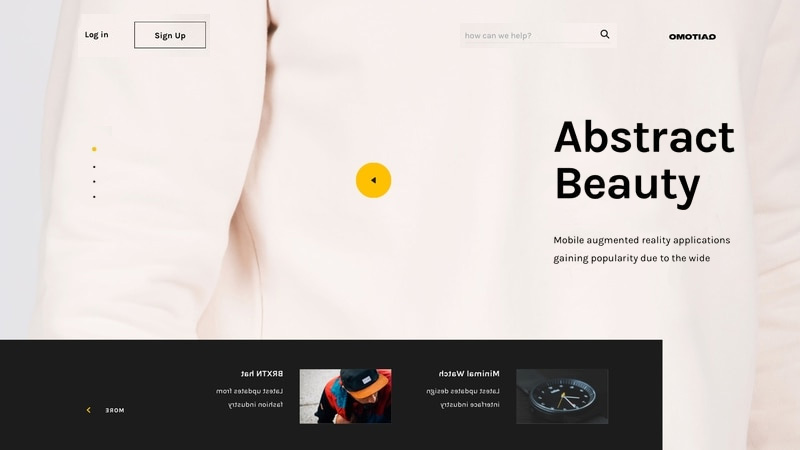 Log in
Sign Up
how can we help?
DAITOMO
Abstract
Beauty
Mobile augmented reality applications
gaining popularity due to the wide
BRXTN hat
Latest updates from
fashion industry
Minimal Watch
Latest updates design
interface industry
MORE